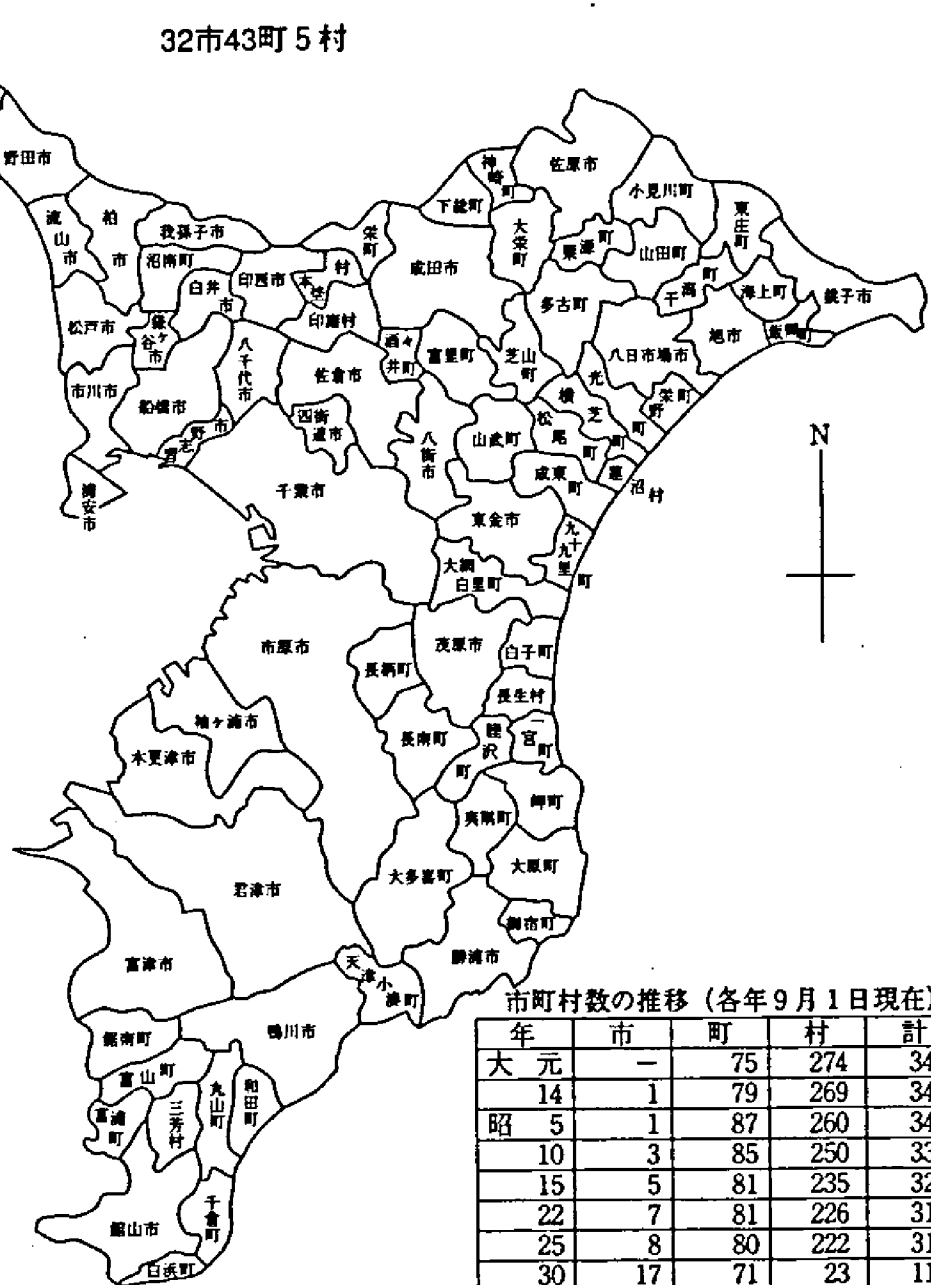 32市43町5村
野田市
流山市
柏市
我孫子市
沼南町
白井市
印西市
本埜村
栄町
印旛村
成田市
下総町
神崎町
大栄町
佐原市
小見川町
栗源町
山田町
東庄町
干潟町
海上町
銚子市
飯岡町
旭市
八日市場市
多古町
光町
野栄町
松戸市
鎌ヶ谷市
市川市
船橋市
八千代市
習志野市
浦安市
佐倉市
四街道市
酒々井町
富里町
芝山町
横芝町
松尾町
山武町
成東町
蓮沼村
八街市
千葉市
東金市
九十九里町
大網白里町
市原市
茂原市
白子町
長柄町
長生村
長南町
睦沢町
一宮町
袖ヶ浦市
木更津市
岬町
夷隅町
大多喜町
大原町
御宿町
勝浦市
君津市
富津市
天津小湊町
鴨川市
鋸南町
富山町
富浦町
三芳村
丸山町
和田町
館山市
千倉町
白浜町
N
市町村数の推移(各年9月1日現在)
年 市 町 村 計
大 元 − 75 274 34
14 1 79 269 34
昭 5 1 87 260 34
10 3 85 250 33
15 5 81 235 32
22 7 81 226 31
25 8 80 222 31
30 17 71 23 11